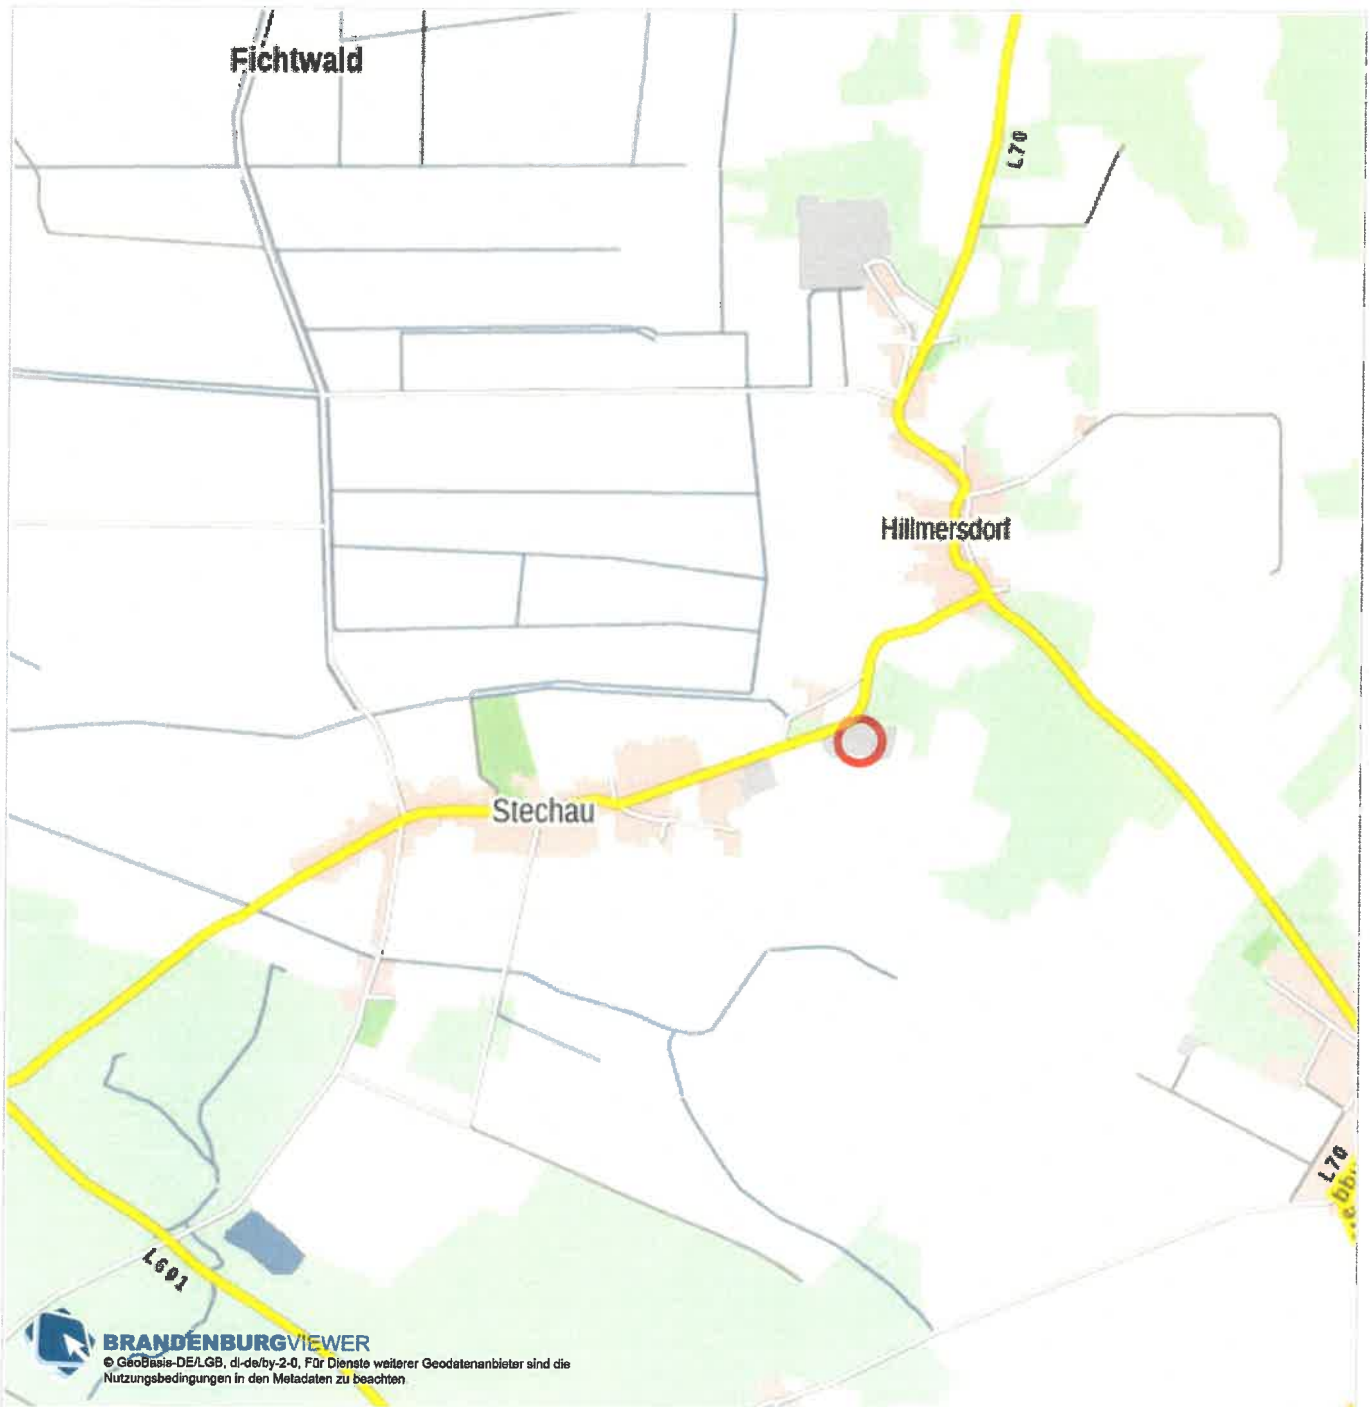 Fichtwald
L70
Hillmersdorf
Stechau
L70
L691
BRANDENBURGVIEWER
© GeoBasis-DE/LGB, dl-de/by-2-0, Für Dienste weiterer Geodatenanbieter sind die
Nutzungsbedingungen in den Metadaten zu beachten